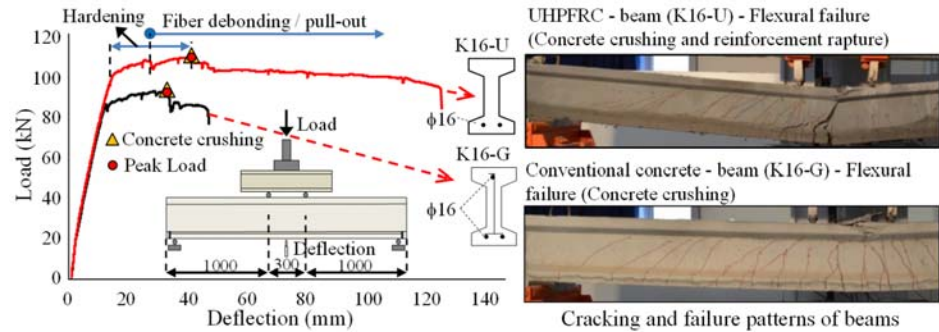 Hardening
Fiber debonding / pull-out
120
100
80
60
40
20
0
Load (kN)
Concrete crushing
Peak Load
Load
Deflection
1000
300
1000
0
20
40
60
80
100
120
140
Deflection (mm)
K16-U
ϕ16
K16-G
ϕ16
UHPFRC - beam (K16-U) - Flexural failure
(Concrete crushing and reinforcement rapture)
Conventional concrete - beam (K16-G) - Flexural
failure (Concrete crushing)
Cracking and failure patterns of beams